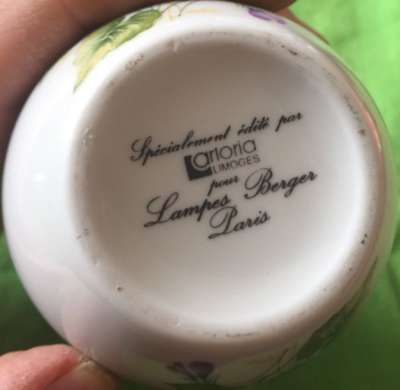 Spécialement édité par
artoria
LIMOGES
pour
Lampes Berger
Paris